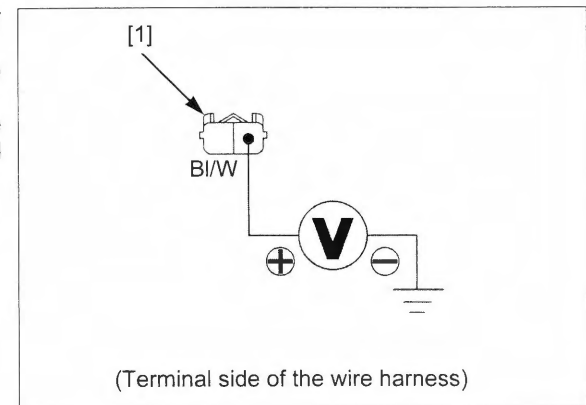 [1]
Bl/W
V
+ −
(Terminal side of the wire harness)